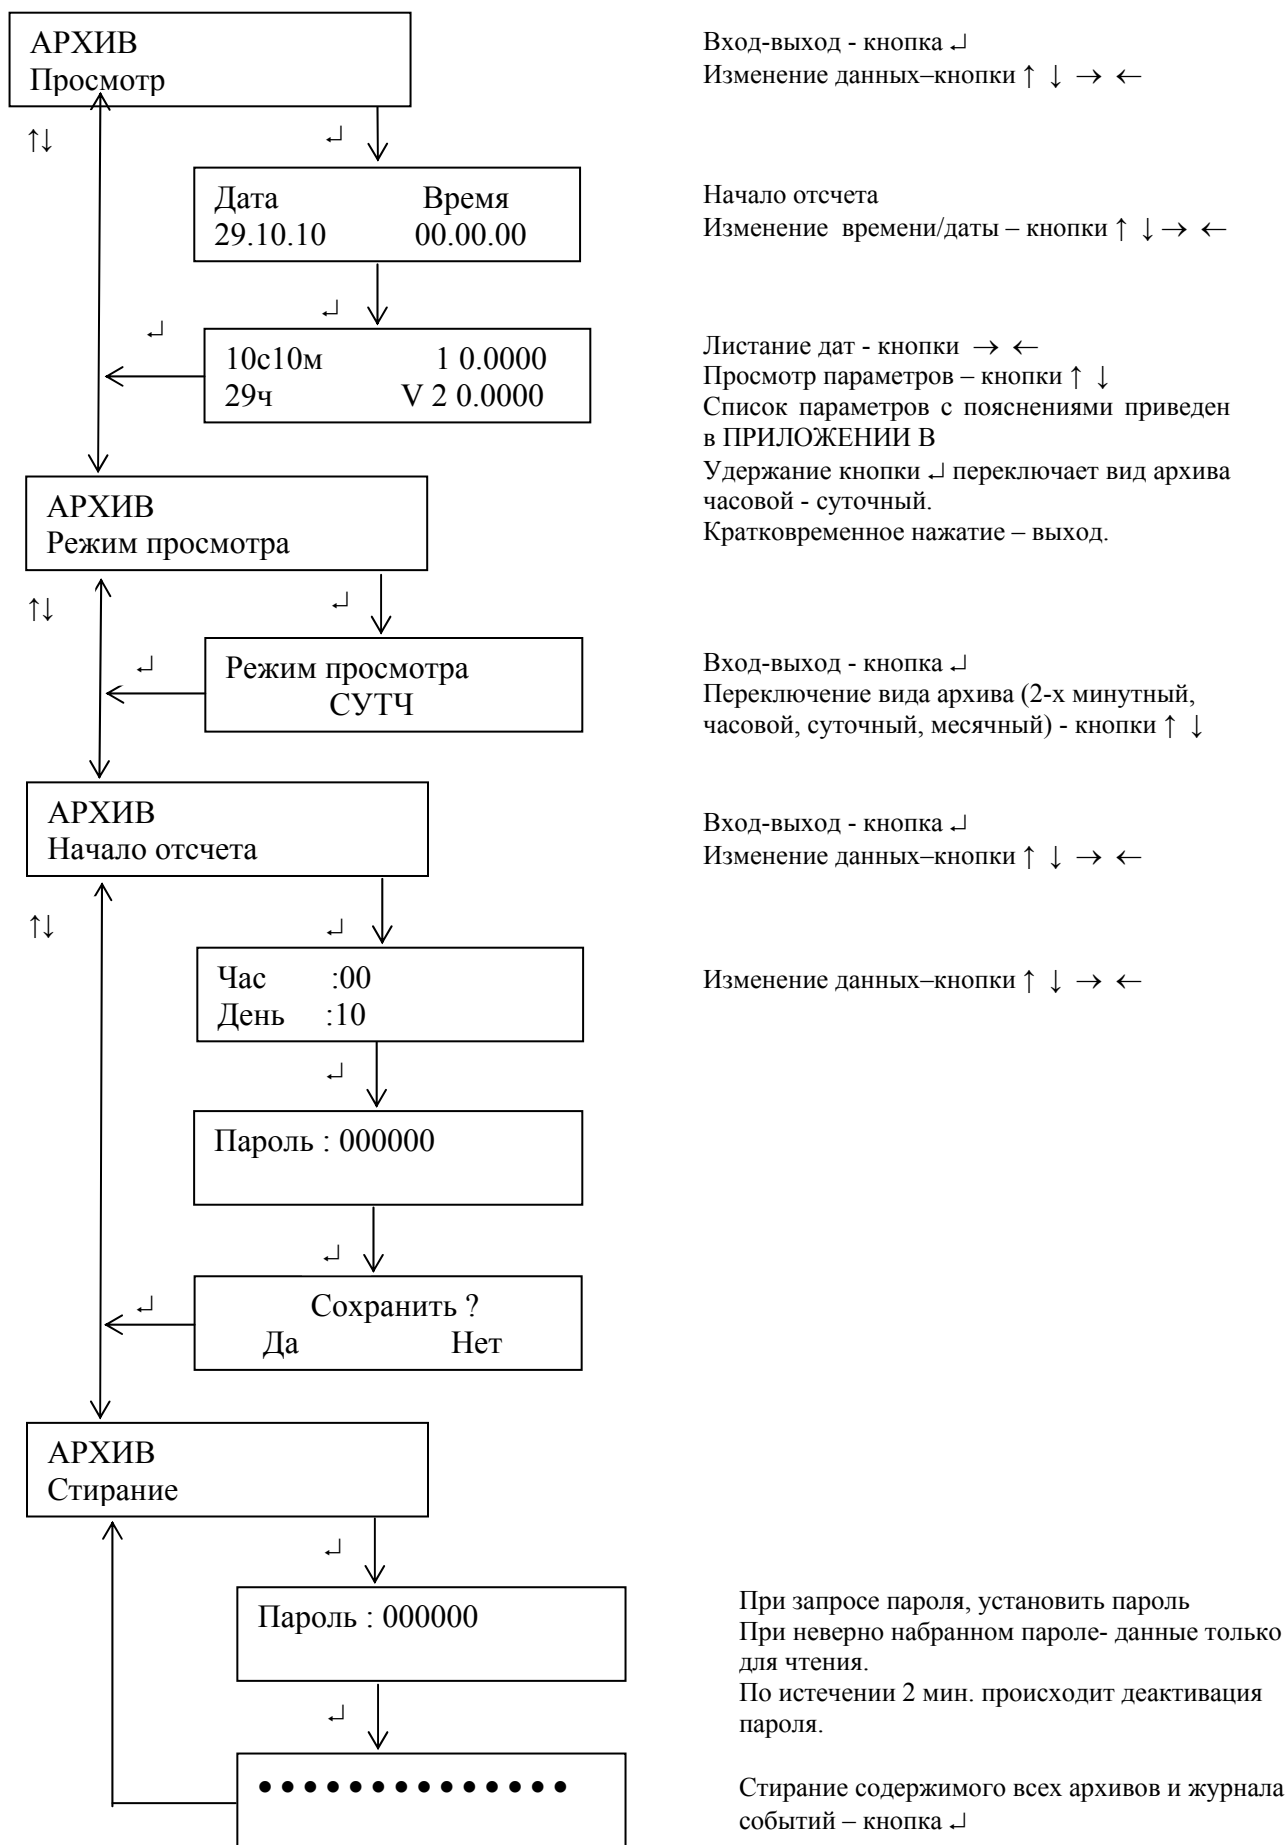 АРХИВ
Просмотр
Вход-выход - кнопка ↵
Изменение данных–кнопки ↑ ↓ → ←
↑↓
↵
Дата Время
29.10.10 00.00.00
Начало отсчета
Изменение времени/даты – кнопки ↑ ↓ → ←
↵
↵
10с10м 1 0.0000
29ч V 2 0.0000
Листание дат - кнопки → ←
Просмотр параметров – кнопки ↑ ↓
Список параметров с пояснениями приведен
в ПРИЛОЖЕНИИ В
Удержание кнопки ↵ переключает вид архива
часовой - суточный.
Кратковременное нажатие – выход.
АРХИВ
Режим просмотра
↑↓
↵
↵
Режим просмотра
СУТЧ
Вход-выход - кнопка ↵
Переключение вида архива (2-х минутный,
часовой, суточный, месячный) - кнопки ↑ ↓
АРХИВ
Начало отсчета
Вход-выход - кнопка ↵
Изменение данных–кнопки ↑ ↓ → ←
↑↓
↵
Час :00
День :10
Изменение данных–кнопки ↑ ↓ → ←
↵
Пароль : 000000
↵
↵
Сохранить ?
Да Нет
АРХИВ
Стирание
↵
Пароль : 000000
При запросе пароля, установить пароль
При неверно набранном пароле- данные только
для чтения.
По истечении 2 мин. происходит деактивация
пароля.
↵
● ● ● ● ● ● ● ● ● ● ● ● ● ●
Стирание содержимого всех архивов и журнала
событий – кнопка ↵